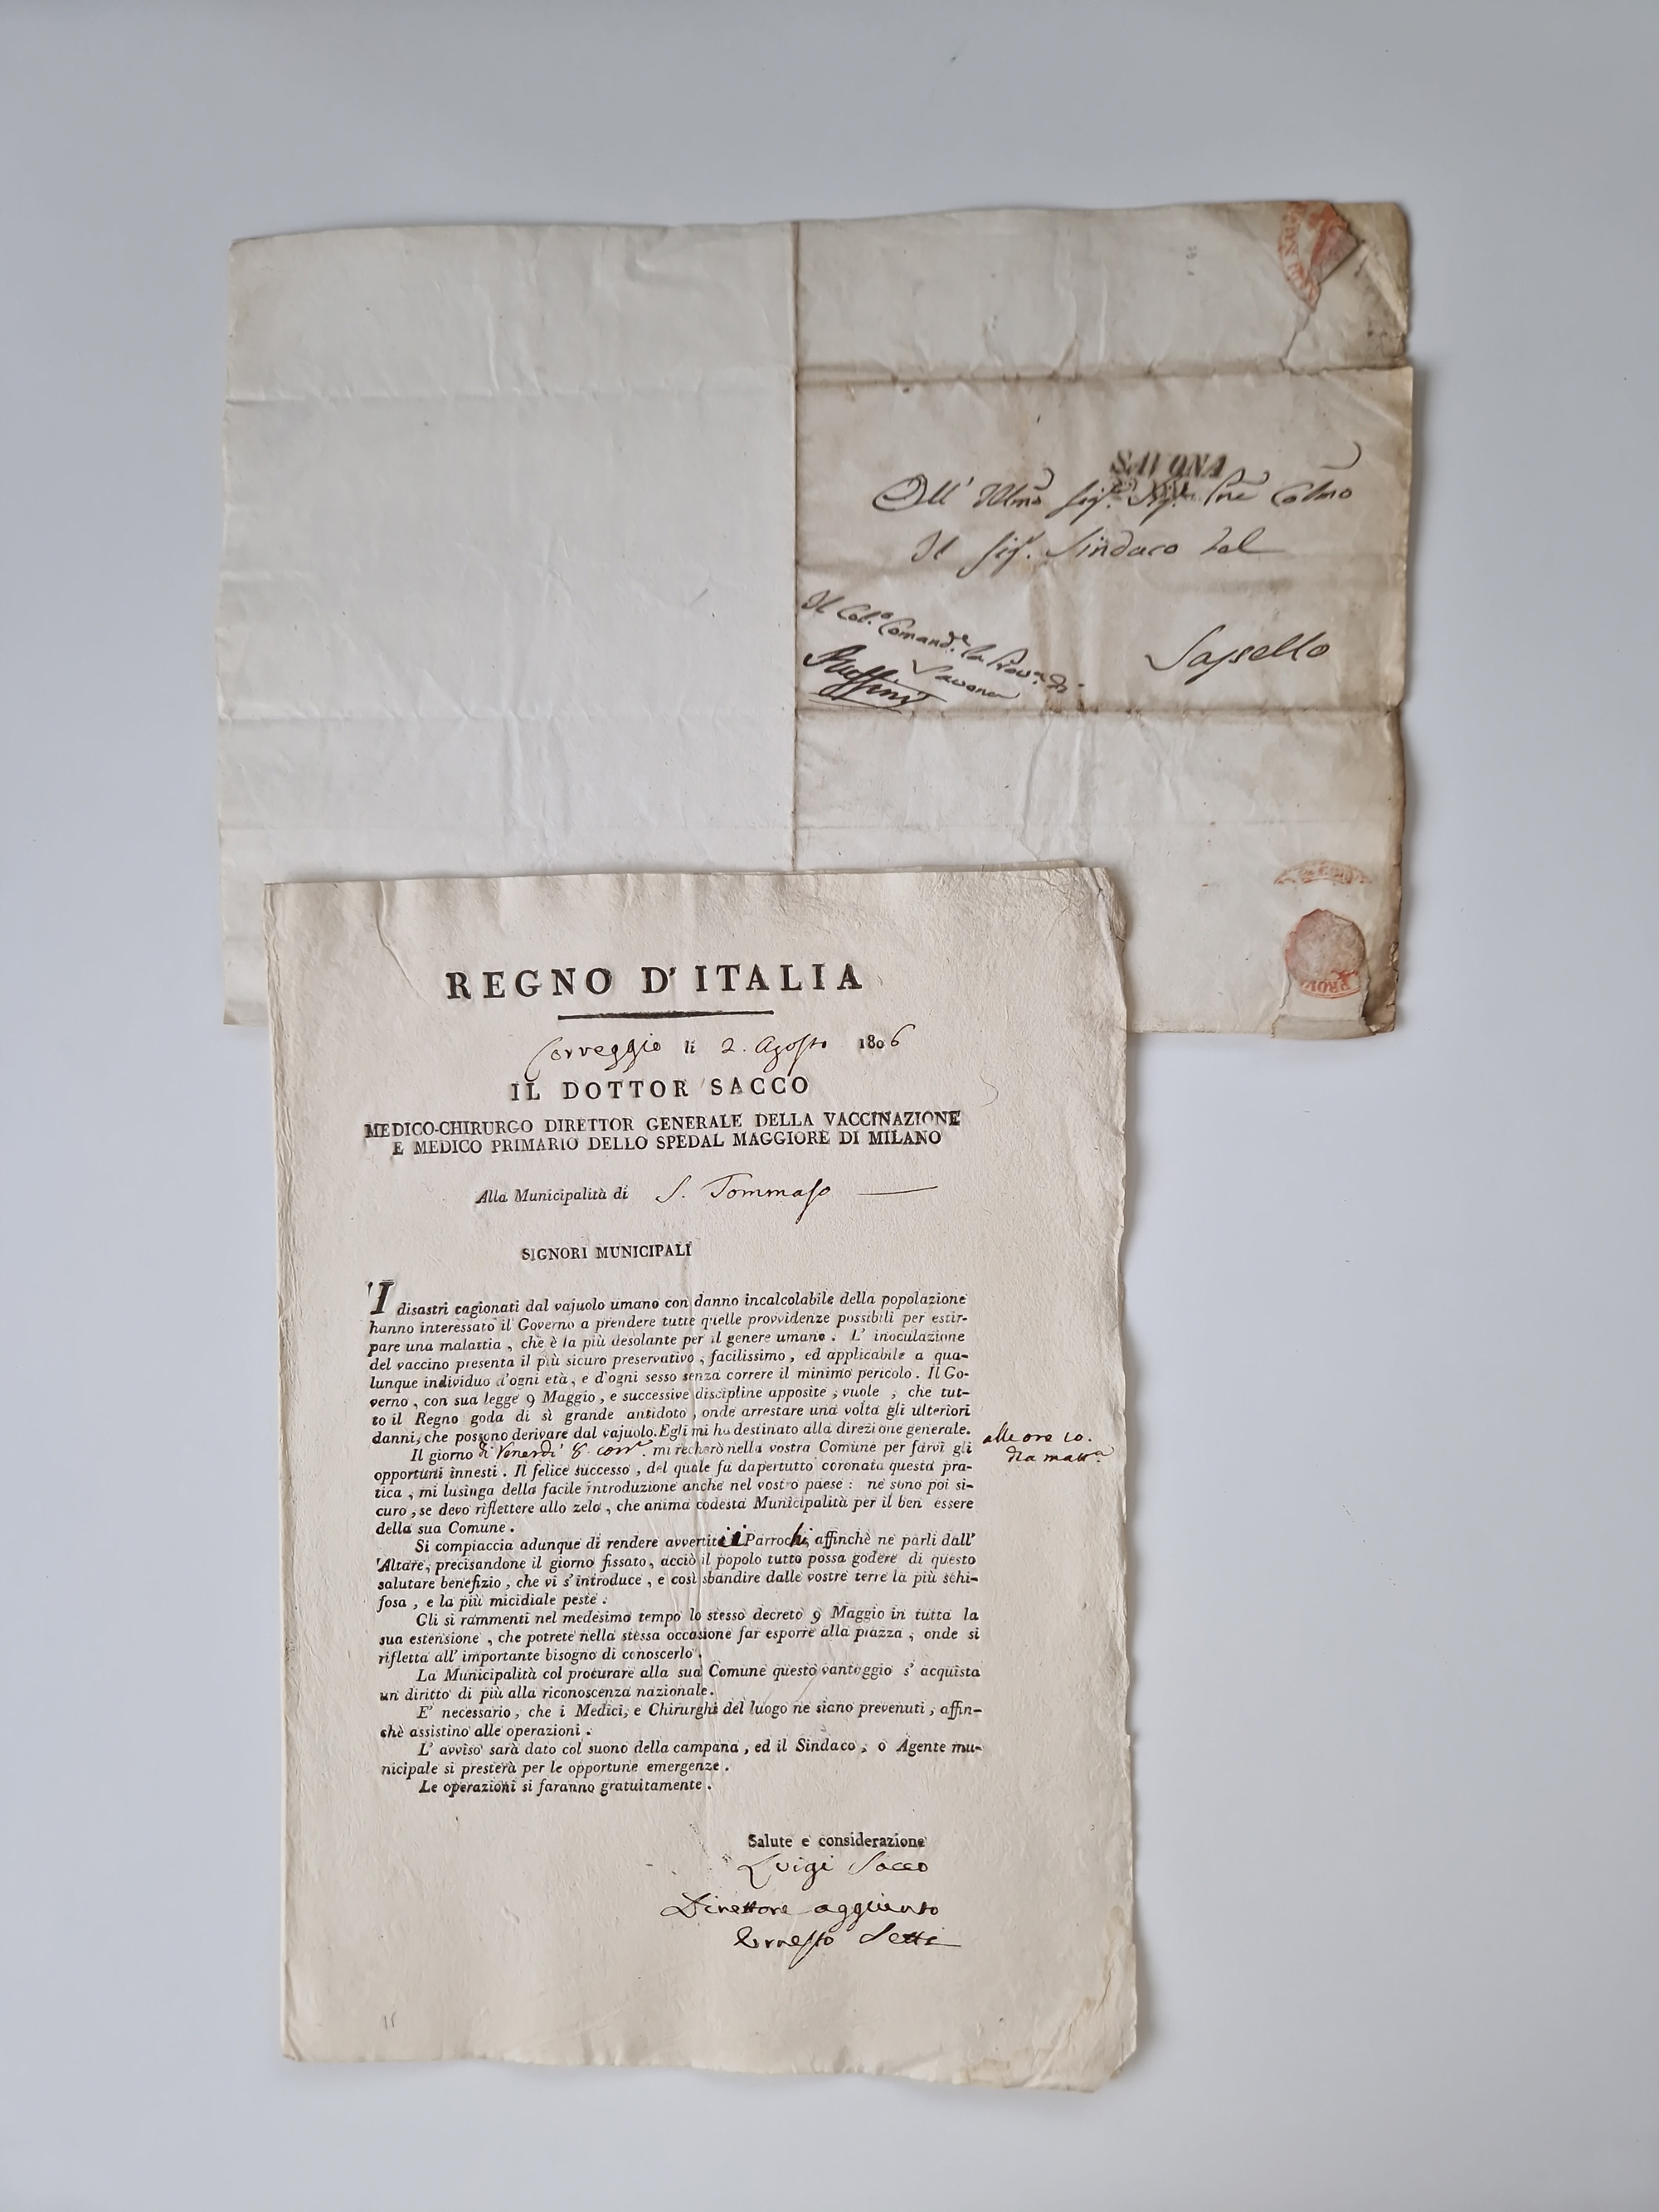 SAVONA
All' Illmo Sig.
Il Sig. Sindaco del
Sassello
Il Col.º Comand.e la Prov.a di
Savona
Ruffini
PROV
REGNO D'ITALIA
Correggio li 2. Agosto 1806
IL DOTTOR SACCO
MEDICO-CHIRURGO DIRETTOR GENERALE DELLA VACCINAZIONE
E MEDICO PRIMARIO DELLO SPEDAL MAGGIORE DI MILANO
Alla Municipalità di S. Tommaso
SIGNORI MUNICIPALI
I disastri cagionati dal vajuolo umano con danno incalcolabile della popolazione
hanno interessato il Governo a prendere tutte quelle provvidenze possibili per estir-
pare una malattia, che è la più desolante per il genere umano. L' inoculazione
del vaccino presenta il più sicuro preservativo, facilissimo, ed applicabile a qua-
lunque individuo d'ogni età, e d'ogni sesso senza correre il minimo pericolo. Il Go-
verno, con sua legge 9 Maggio, e successive discipline apposite, vuole, che tut-
to il Regno goda di sì grande antidoto, onde arrestare una volta gli ulteriori
danni, che possono derivare dal vajuolo. Egli mi ha destinato alla direzione generale.
Il giorno di Venerdì 8. corr.e mi recherò nella vostra Comune per farvi gli
alle ore 10.
di matt.a
opportuni innesti. Il felice successo, del quale fu dapertutto coronata questa pra-
tica, mi lusinga della facile introduzione anche nel vostro paese: ne sono poi si-
curo, se devo riflettere allo zelo, che anima codesta Municipalità per il ben essere
della sua Comune.
Si compiaccia adunque di rendere avvertiti i Parrochi, affinchè ne parli dall'
Altare, precisandone il giorno fissato, acciò il popolo tutto possa godere di questo
salutare benefizio, che vi s'introduce, e così sbandire dalle vostre terre la più schi-
fosa, e la più micidiale peste.
Gli si rammenti nel medesimo tempo lo stesso decreto 9 Maggio in tutta la
sua estensione, che potrete nella stessa occasione far esporre alla piazza, onde si
rifletta all' importante bisogno di conoscerlo.
La Municipalità col procurare alla sua Comune questo vantaggio s' acquista
un diritto di più alla riconoscenza nazionale.
E' necessario, che i Medici, e Chirurghi del luogo ne siano prevenuti, affin-
chè assistino alle operazioni.
L' avviso sarà dato col suono della campana, ed il Sindaco, o Agente mu-
nicipale si presterà per le opportune emergenze.
Le operazioni si faranno gratuitamente.
Salute e considerazione
Luigi Sacco
Direttore aggiunto
Ernesto Setti